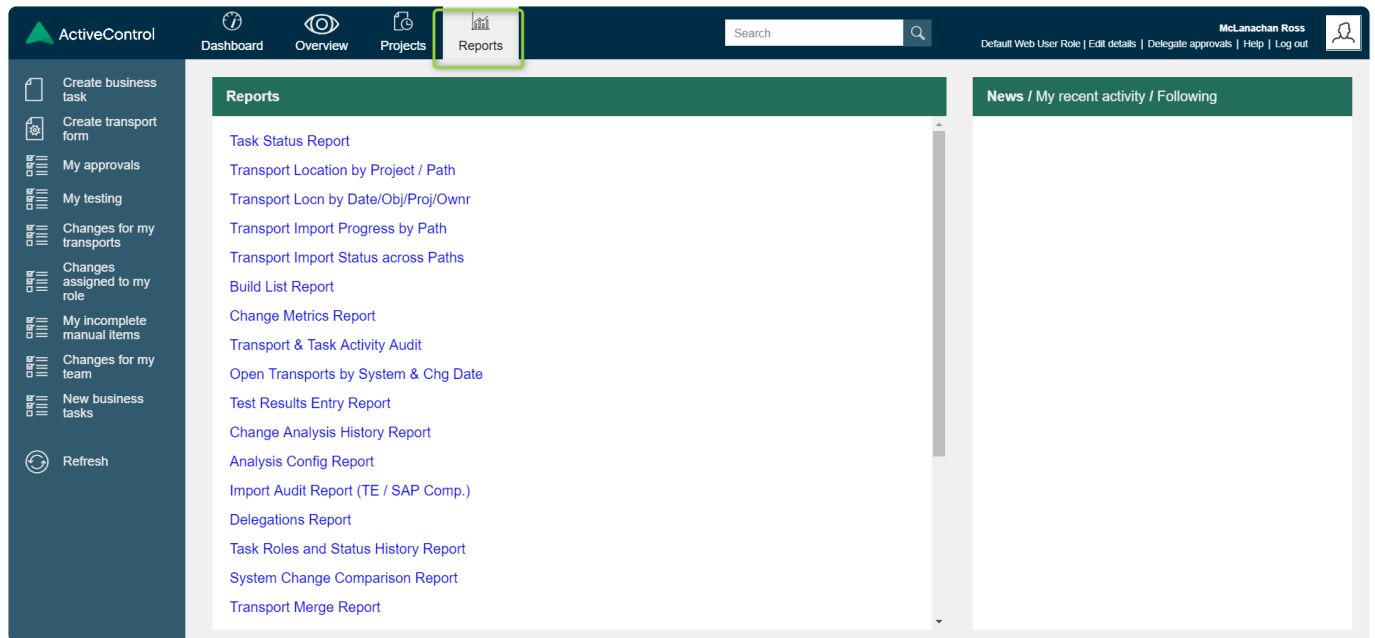 ActiveControl
Dashboard
Overview
Projects
Reports
Search
McLanachan Ross
Default Web User Role | Edit details | Delegate approvals | Help | Log out
Create business
task
Create transport
form
My approvals
My testing
Changes for my
transports
Changes
assigned to my
role
My incomplete
manual items
Changes for my
team
New business
tasks
Refresh
Reports
Task Status Report
Transport Location by Project / Path
Transport Locn by Date/Obj/Proj/Ownr
Transport Import Progress by Path
Transport Import Status across Paths
Build List Report
Change Metrics Report
Transport & Task Activity Audit
Open Transports by System & Chg Date
Test Results Entry Report
Change Analysis History Report
Analysis Config Report
Import Audit Report (TE / SAP Comp.)
Delegations Report
Task Roles and Status History Report
System Change Comparison Report
Transport Merge Report
News / My recent activity / Following